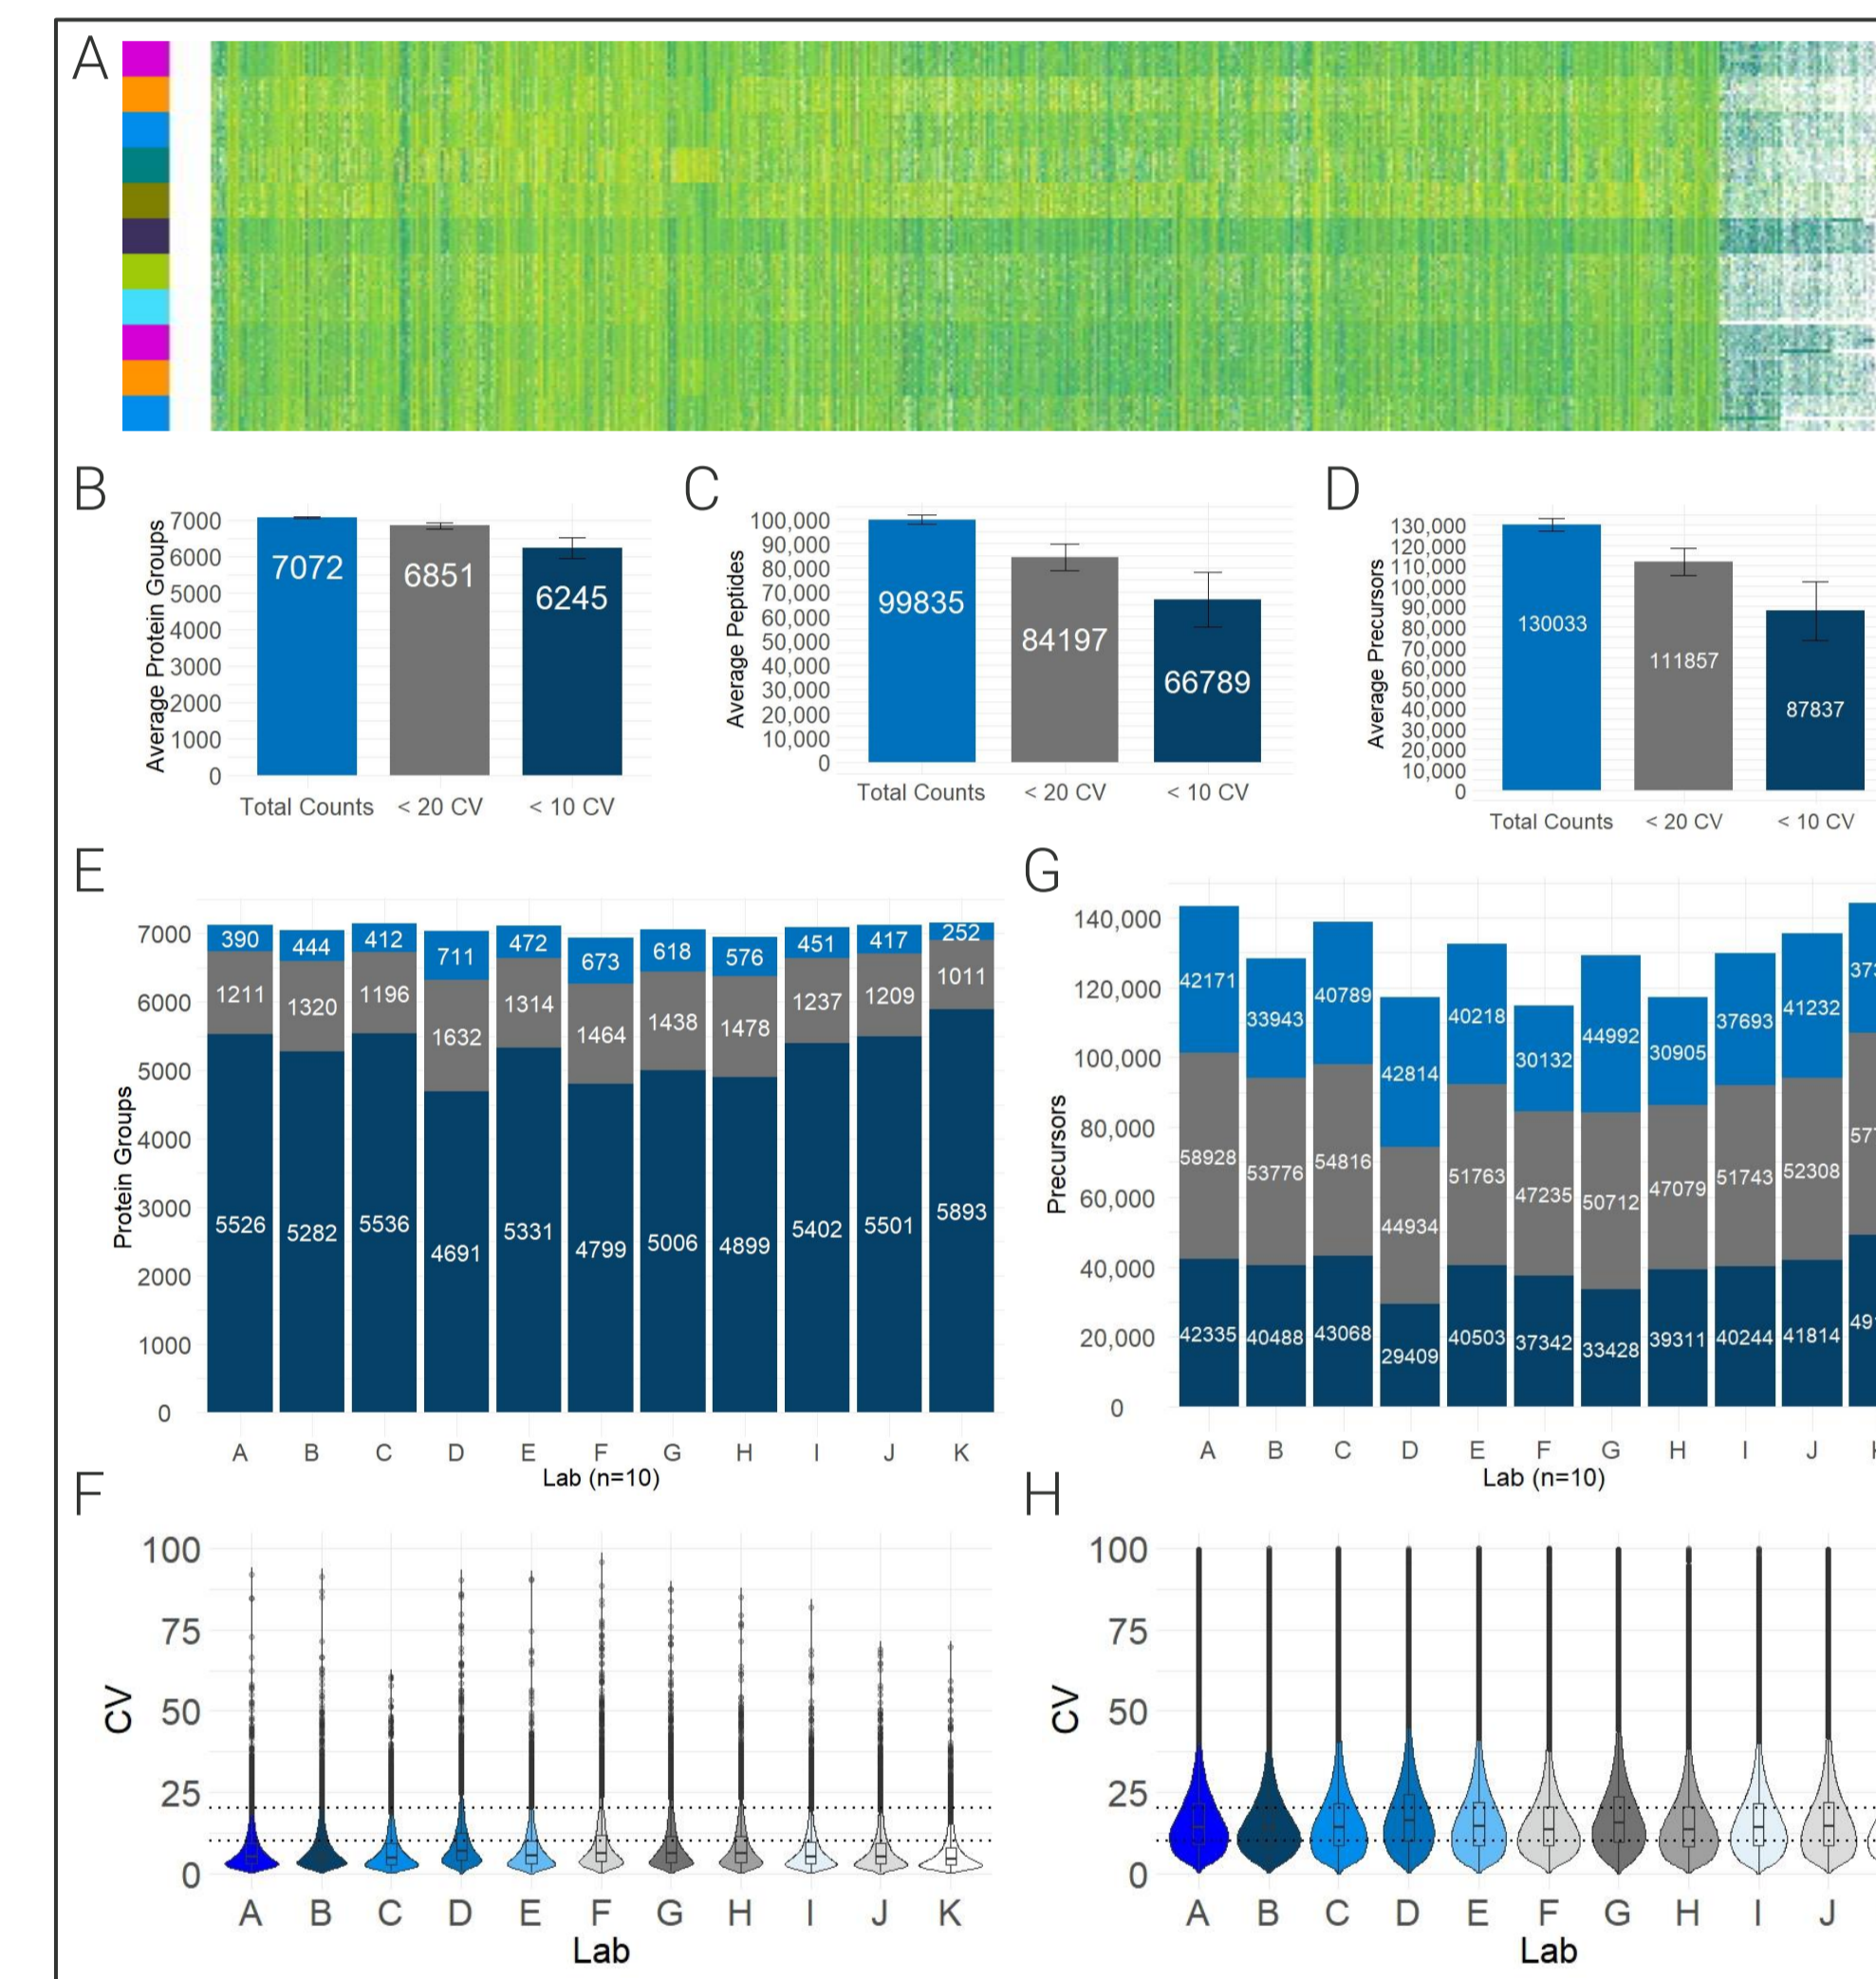 A
B
Average Protein Groups
7000
6000
5000
4000
3000
2000
1000
0
7072
6851
6245
Total Counts
< 20 CV
< 10 CV
C
Average Peptides
100,000
90,000
80,000
70,000
60,000
50,000
40,000
30,000
20,000
10,000
0
99835
84197
66789
Total Counts
< 20 CV
< 10 CV
D
Average Precursors
130,000
120,000
110,000
100,000
90,000
80,000
70,000
60,000
50,000
40,000
30,000
20,000
10,000
0
130033
111857
87837
Total Counts
< 20 CV
< 10 CV
E
Protein Groups
7000
6000
5000
4000
3000
2000
1000
0
390 444 412 711 472 673 618 576 451 417 252
1211 1320 1196 1632 1314 1464 1438 1478 1237 1209 1011
5526 5282 5536 4691 5331 4799 5006 4899 5402 5501 5893
A B C D E F G H I J K
Lab (n=10)
G
Precursors
140,000
120,000
100,000
80,000
60,000
40,000
20,000
0
42171 33943 40789 42814 40218 30132 44992 30905 37693 41232
58928 53776 54816 44934 51763 47235 50712 47079 51743 52308
42335 40488 43068 29409 40503 37342 33428 39311 40244 41814
A B C D E F G H I J
Lab (n=10)
F
CV
100
75
50
25
0
A B C D E F G H I J K
Lab
H
CV
100
75
50
25
0
A B C D E F G H I J
Lab